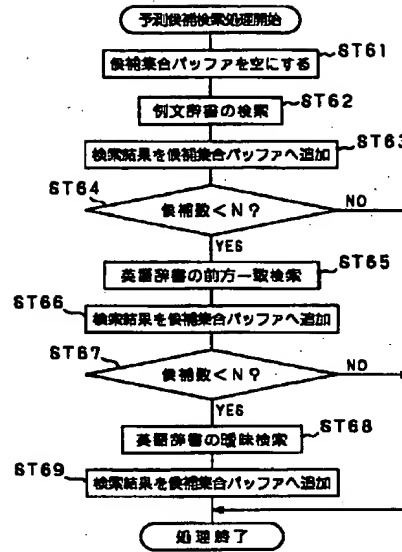 予測候補検索処理開始
ST61
候補集合バッファを空にする
ST62
例文辞書の検索
ST63
検索結果を候補集合バッファへ追加
ST64
候補数<N?
NO
YES
ST65
英語辞書の前方一致検索
ST66
検索結果を候補集合バッファへ追加
ST67
候補数<N?
NO
YES
ST68
英語辞書の曖昧検索
ST69
検索結果を候補集合バッファへ追加
処理終了